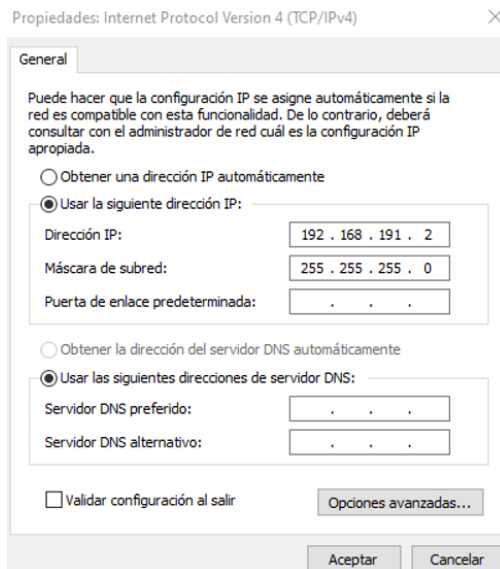 Propiedades: Internet Protocol Version 4 (TCP/IPv4)
General
Puede hacer que la configuración IP se asigne automáticamente si la
red es compatible con esta funcionalidad. De lo contrario, deberá
consultar con el administrador de red cuál es la configuración IP
apropiada.
Obtener una dirección IP automáticamente
Usar la siguiente dirección IP:
Dirección IP: 192 . 168 . 191 . 2
Máscara de subred: 255 . 255 . 255 . 0
Puerta de enlace predeterminada: . . .
Obtener la dirección del servidor DNS automáticamente
Usar las siguientes direcciones de servidor DNS:
Servidor DNS preferido: . . .
Servidor DNS alternativo: . . .
Validar configuración al salir Opciones avanzadas...
Aceptar Cancelar